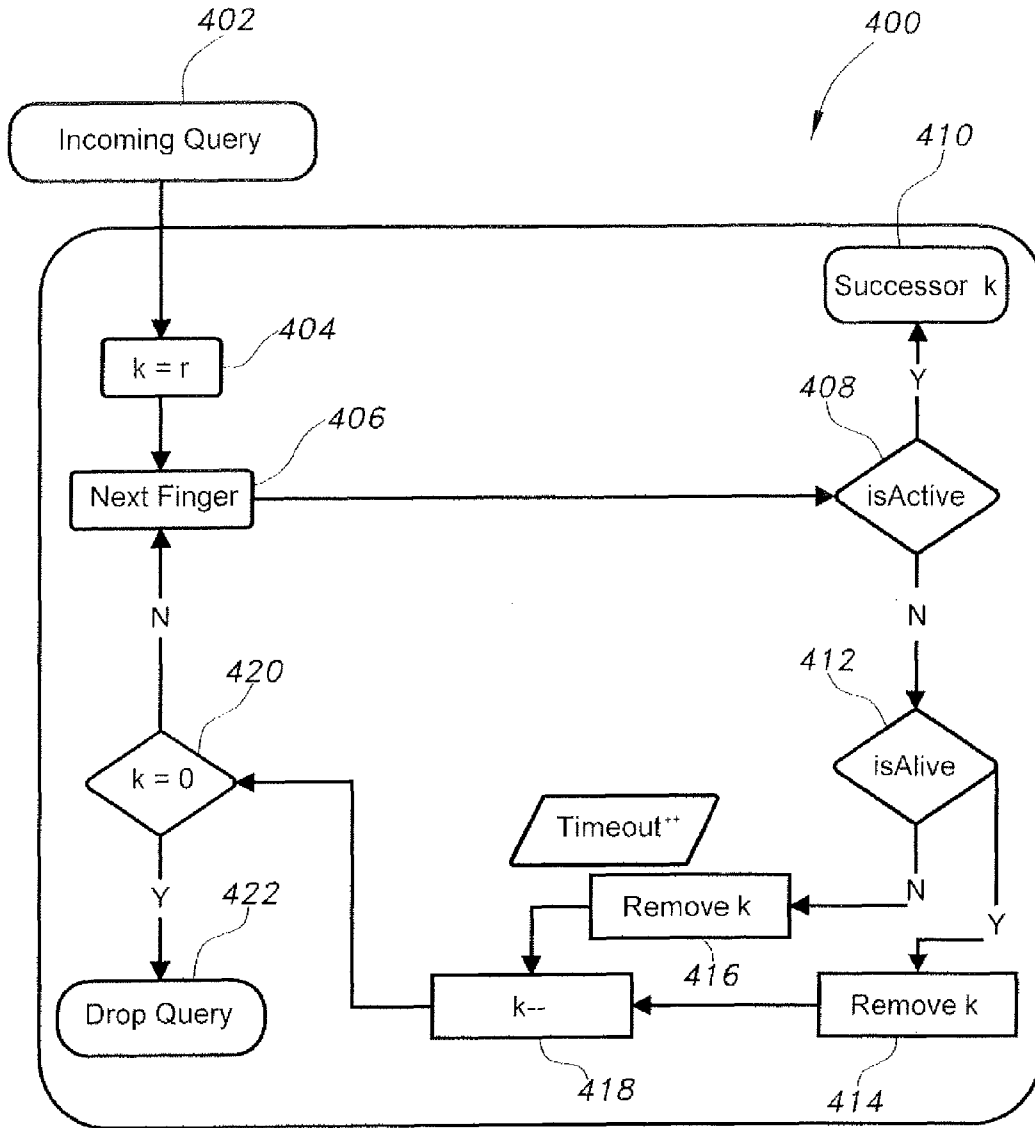 402
400
Incoming Query
410
Successor k
404
k = r
Y
408
406
Next Finger
isActive
N
N
412
420
isAlive
k = 0
Timeout++
Y
N
Remove k
Y
422
416
Drop Query
k--
Remove k
418
414